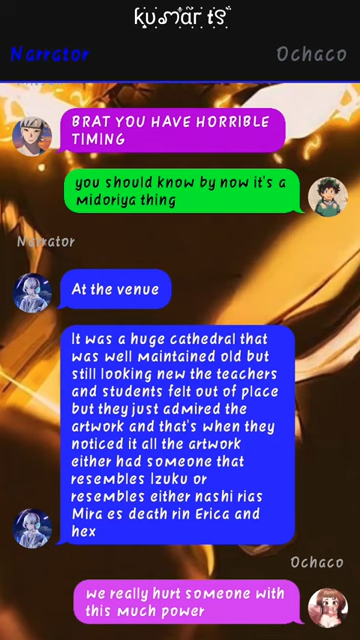 kumar ts
Narrator
Ochaco
BRAT YOU HAVE HORRIBLE
TIMING
you should know by now it's a
midoriya thing
Narrator
At the venue
It was a huge cathedral that
was well maintained old but
still looking new the teachers
and students felt out of place
but they just admired the
artwork and that's when they
noticed it all the artwork
either had someone that
resembles Izuku or
resembles either nashi rias
Mira es death rin Erica and
hex
Ochaco
we really hurt someone with
this much power